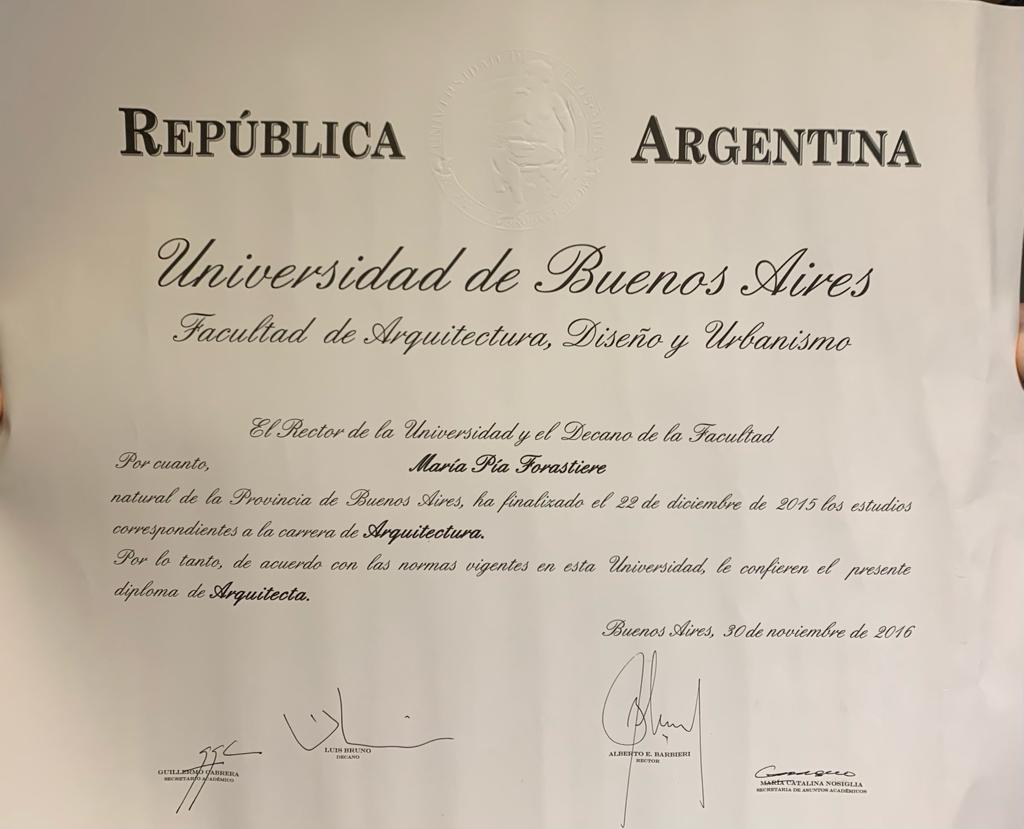 REPÚBLICA ARGENTINA
Universidad de Buenos Aires
Facultad de Arquitectura, Diseño y Urbanismo
El Rector de la Universidad y el Decano de la Facultad
Por cuanto, María Pía Forastiere
natural de la Provincia de Buenos Aires, ha finalizado el 22 de diciembre de 2015 los estudios
correspondientes a la carrera de Arquitectura.
Por lo tanto, de acuerdo con las normas vigentes en esta Universidad, le confieren el presente
diploma de Arquitecta.
Buenos Aires, 30 de noviembre de 2016
LUIS BRUNO
DECANO
ALBERTO E. BARBIERI
RECTOR
GUILLERMO CABRERA
SECRETARIO ACADÉMICO
MARÍA CATALINA NOSIGLIA
SECRETARIA DE ASUNTOS ACADÉMICOS